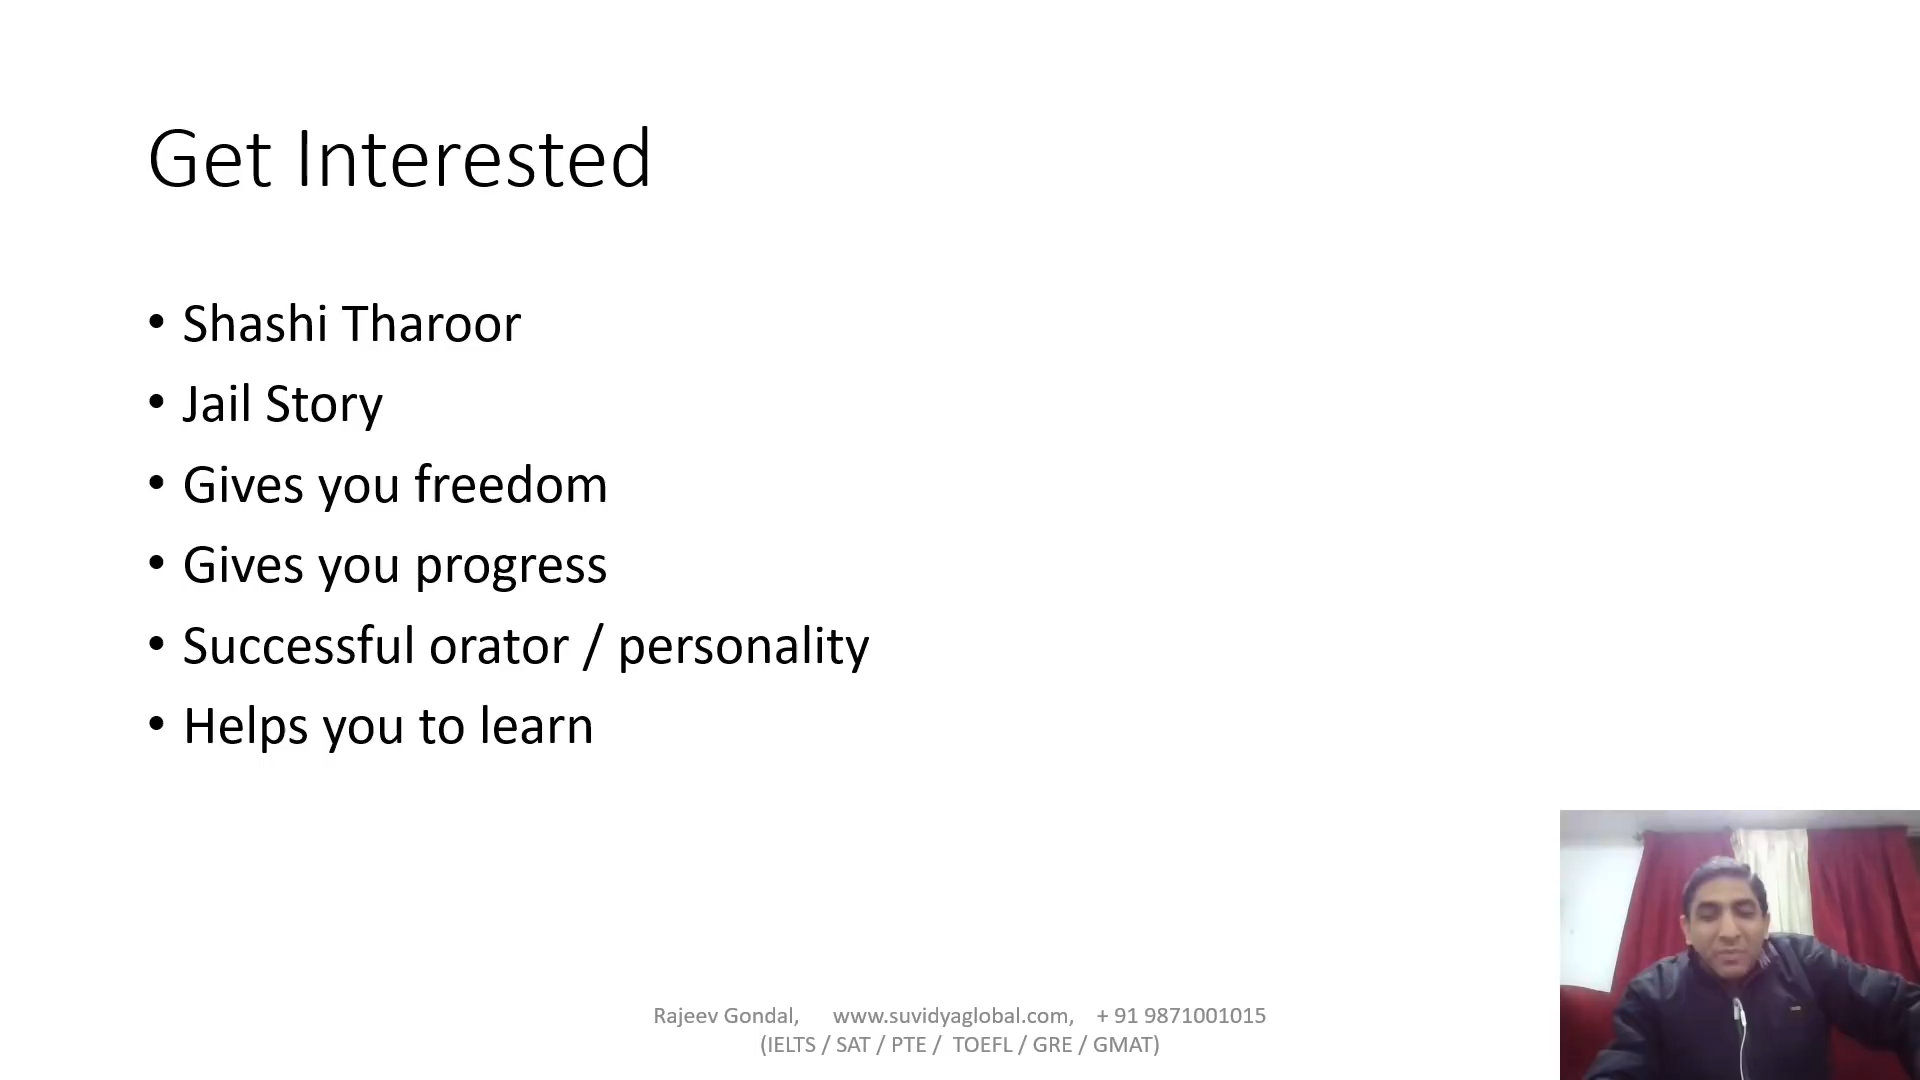 Get Interested
• Shashi Tharoor
• Jail Story
• Gives you freedom
• Gives you progress
• Successful orator / personality
• Helps you to learn
Rajeev Gondal, www.suvidyaglobal.com, + 91 9871001015
(IELTS / SAT / PTE / TOEFL / GRE / GMAT)